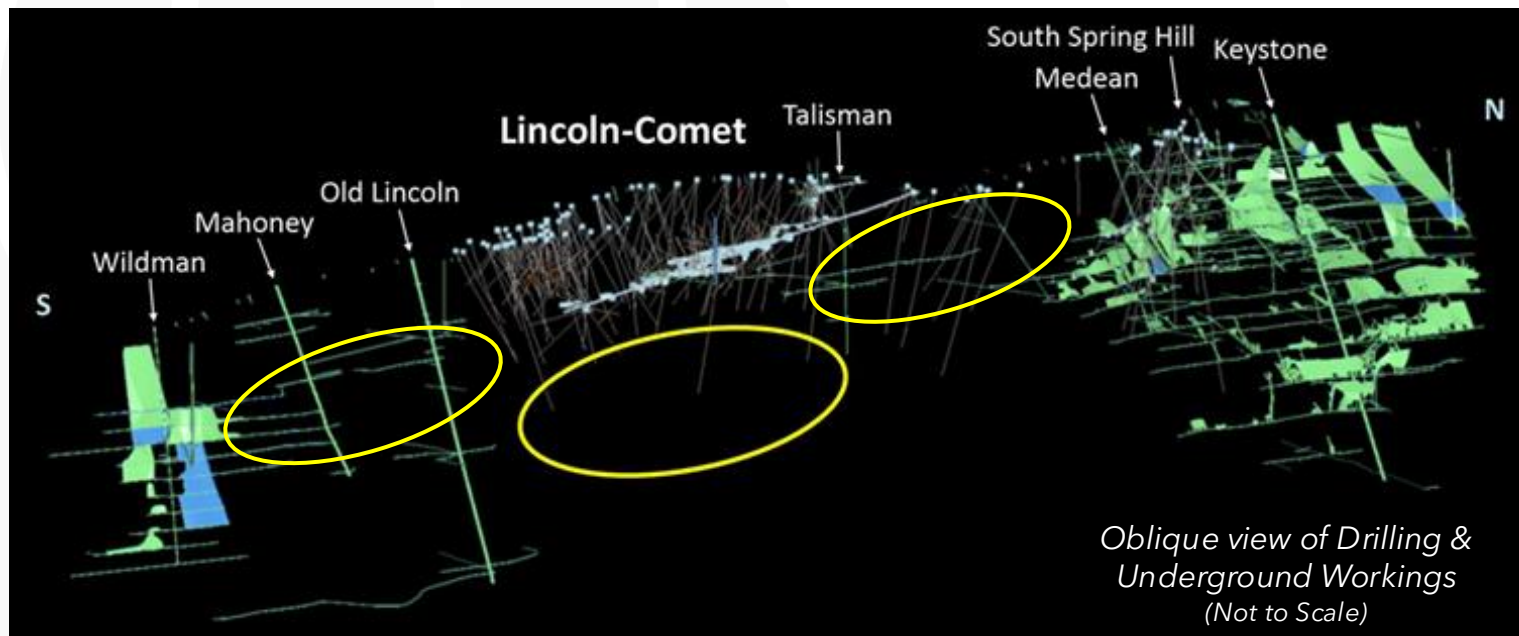 South Spring Hill
Keystone
Medean
N
Talisman
Lincoln-Comet
Old Lincoln
Mahoney
Wildman
S
Oblique view of Drilling &
Underground Workings
(Not to Scale)